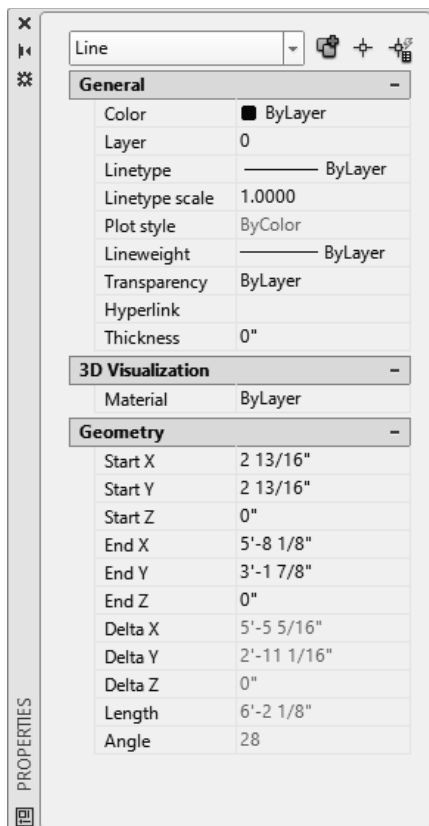 Line
General
Color ByLayer
Layer 0
Linetype ByLayer
Linetype scale 1.0000
Plot style ByColor
Lineweight ByLayer
Transparency ByLayer
Hyperlink
Thickness 0"
3D Visualization
Material ByLayer
Geometry
Start X 2 13/16"
Start Y 2 13/16"
Start Z 0"
End X 5'-8 1/8"
End Y 3'-1 7/8"
End Z 0"
Delta X 5'-5 5/16"
Delta Y 2'-11 1/16"
Delta Z 0"
Length 6'-2 1/8"
Angle 28
PROPERTIES